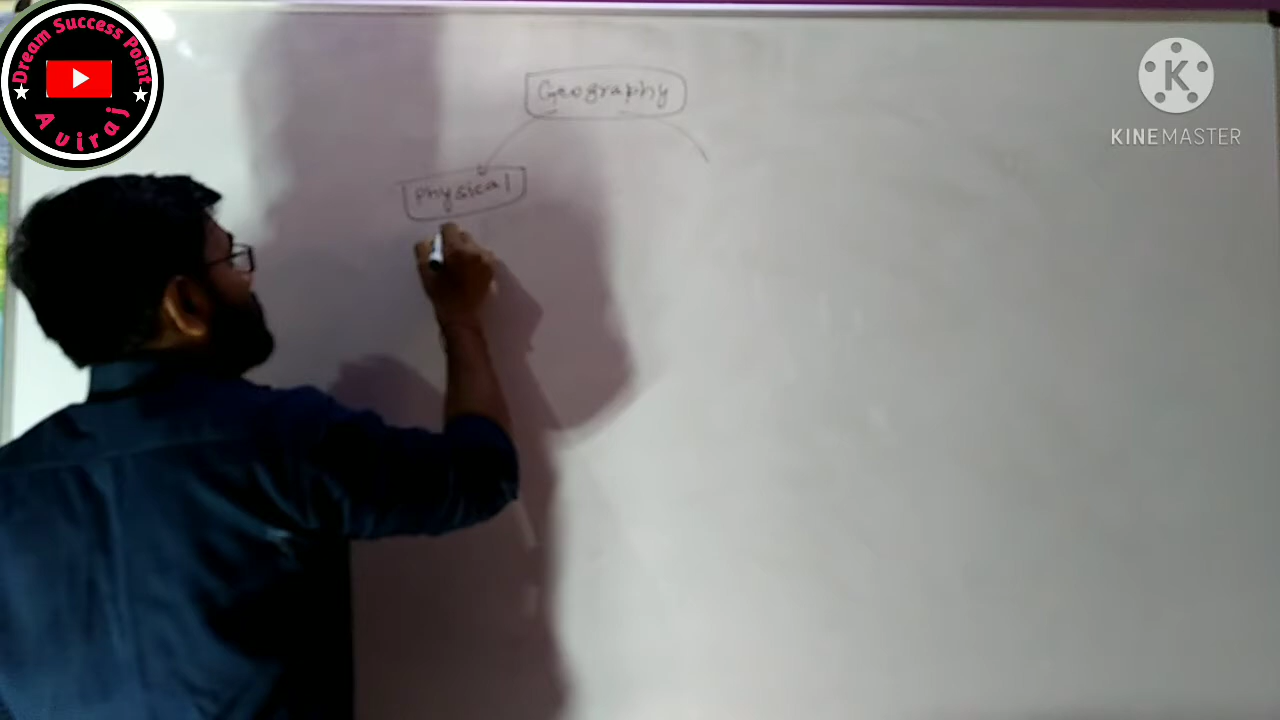 Dream Success Point
Aviraj
K
KINEMASTER
Geography
Physical